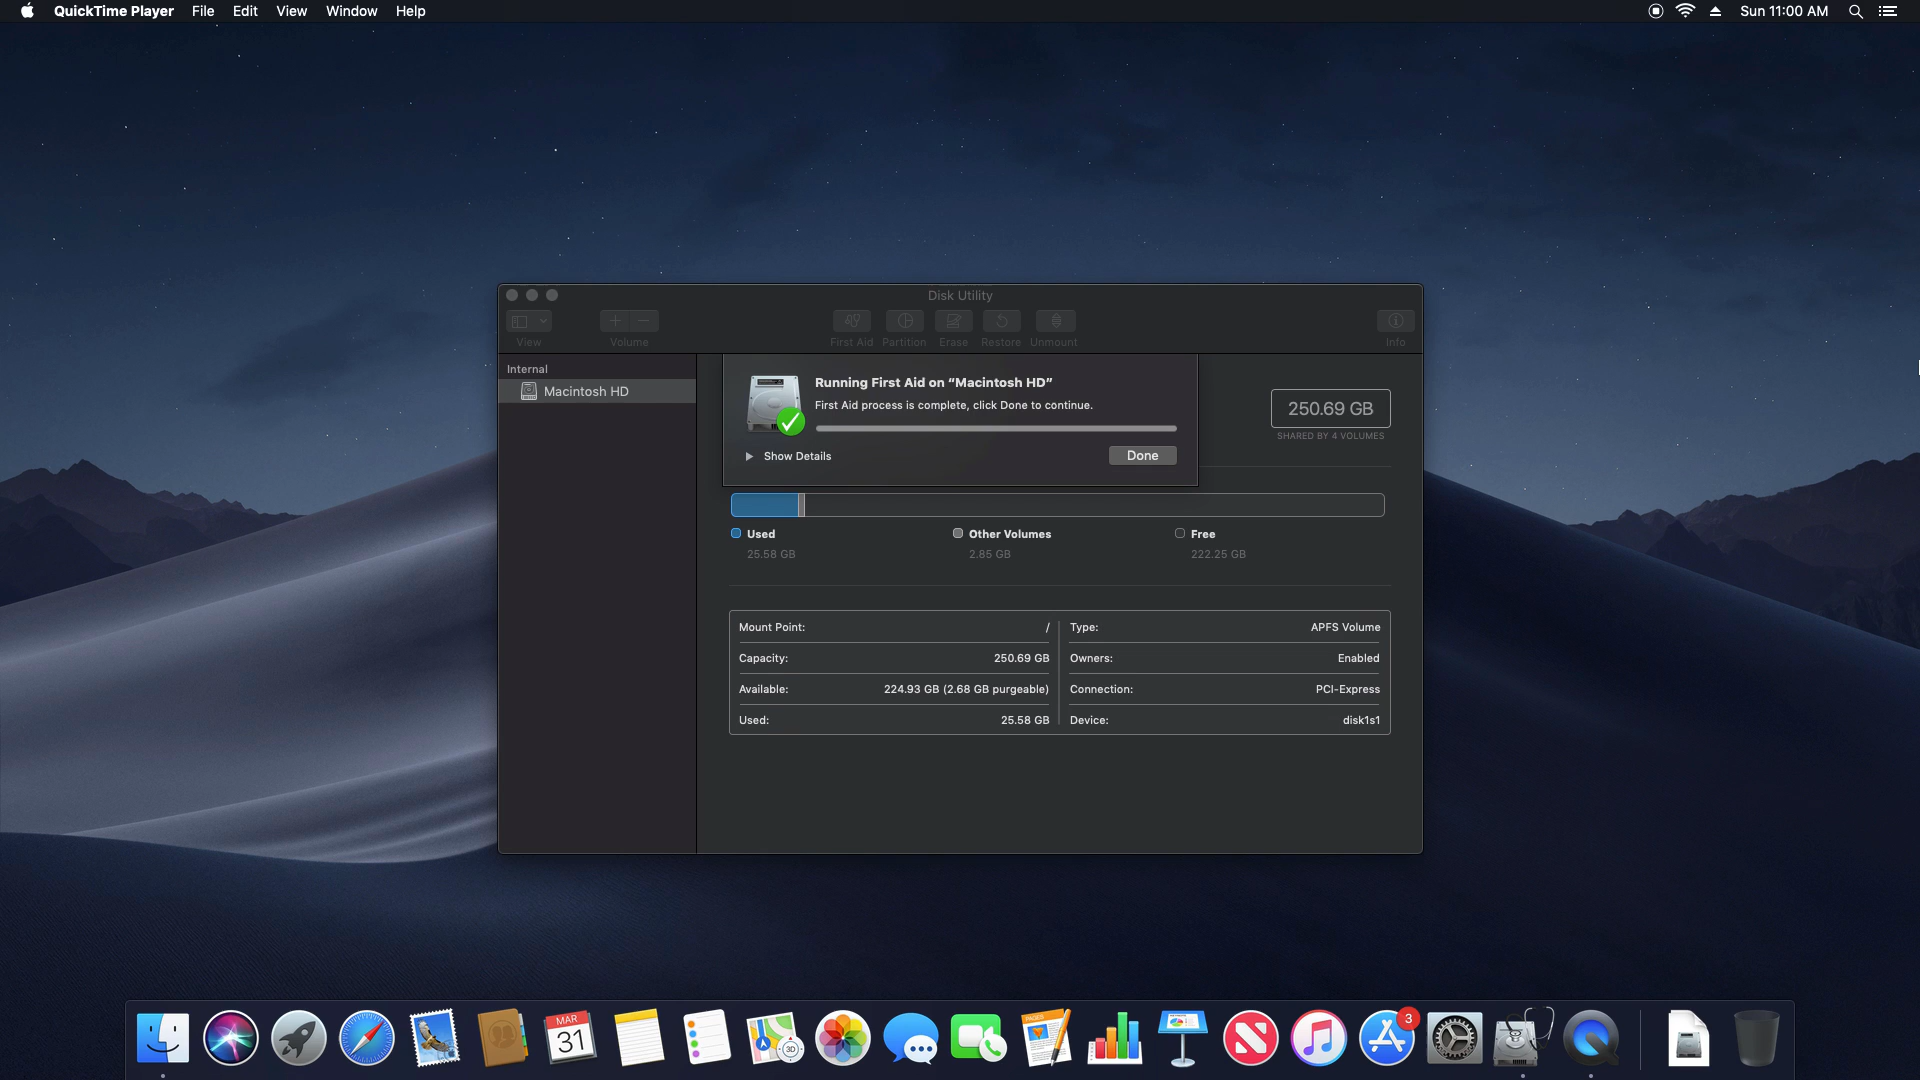 QuickTime Player File Edit View Window Help Sun 11:00 AM
Disk Utility
View Volume First Aid Partition Erase Restore Unmount Info
Internal
Macintosh HD
Running First Aid on “Macintosh HD”
First Aid process is complete, click Done to continue.
Show Details
Done
250.69 GB
SHARED BY 4 VOLUMES
Used
25.58 GB
Other Volumes
2.85 GB
Free
222.25 GB
Mount Point: /
Capacity: 250.69 GB
Available: 224.93 GB (2.68 GB purgeable)
Used: 25.58 GB
Type: APFS Volume
Owners: Enabled
Connection: PCI-Express
Device: disk1s1
MAR
31
3D
PAGES
3